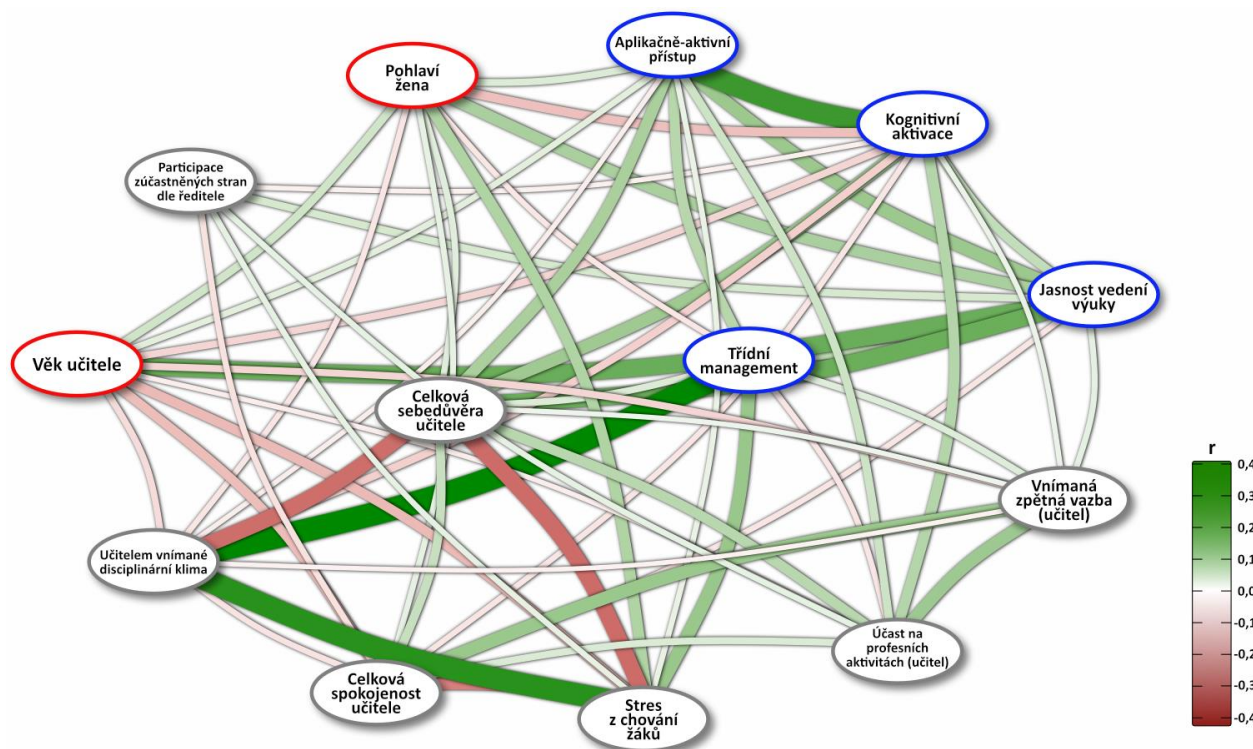 Aplikačně-aktivní
přístup
Pohlaví
žena
Kognitivní
aktivace
Participace
zúčastněných stran
dle ředitele
Jasnost vedení
výuky
Věk učitele
Třídní
management
Celková
sebedůvěra
učitele
Vnímaná
zpětná vazba
(učitel)
Učitelem vnímané
disciplinární klima
Účast na
profesních
aktivitách (učitel)
Celková
spokojenost
učitele
Stres
z chování
žáků
r
0,4
0,3
0,2
0,1
0,0
-0,1
-0,2
-0,3
-0,4